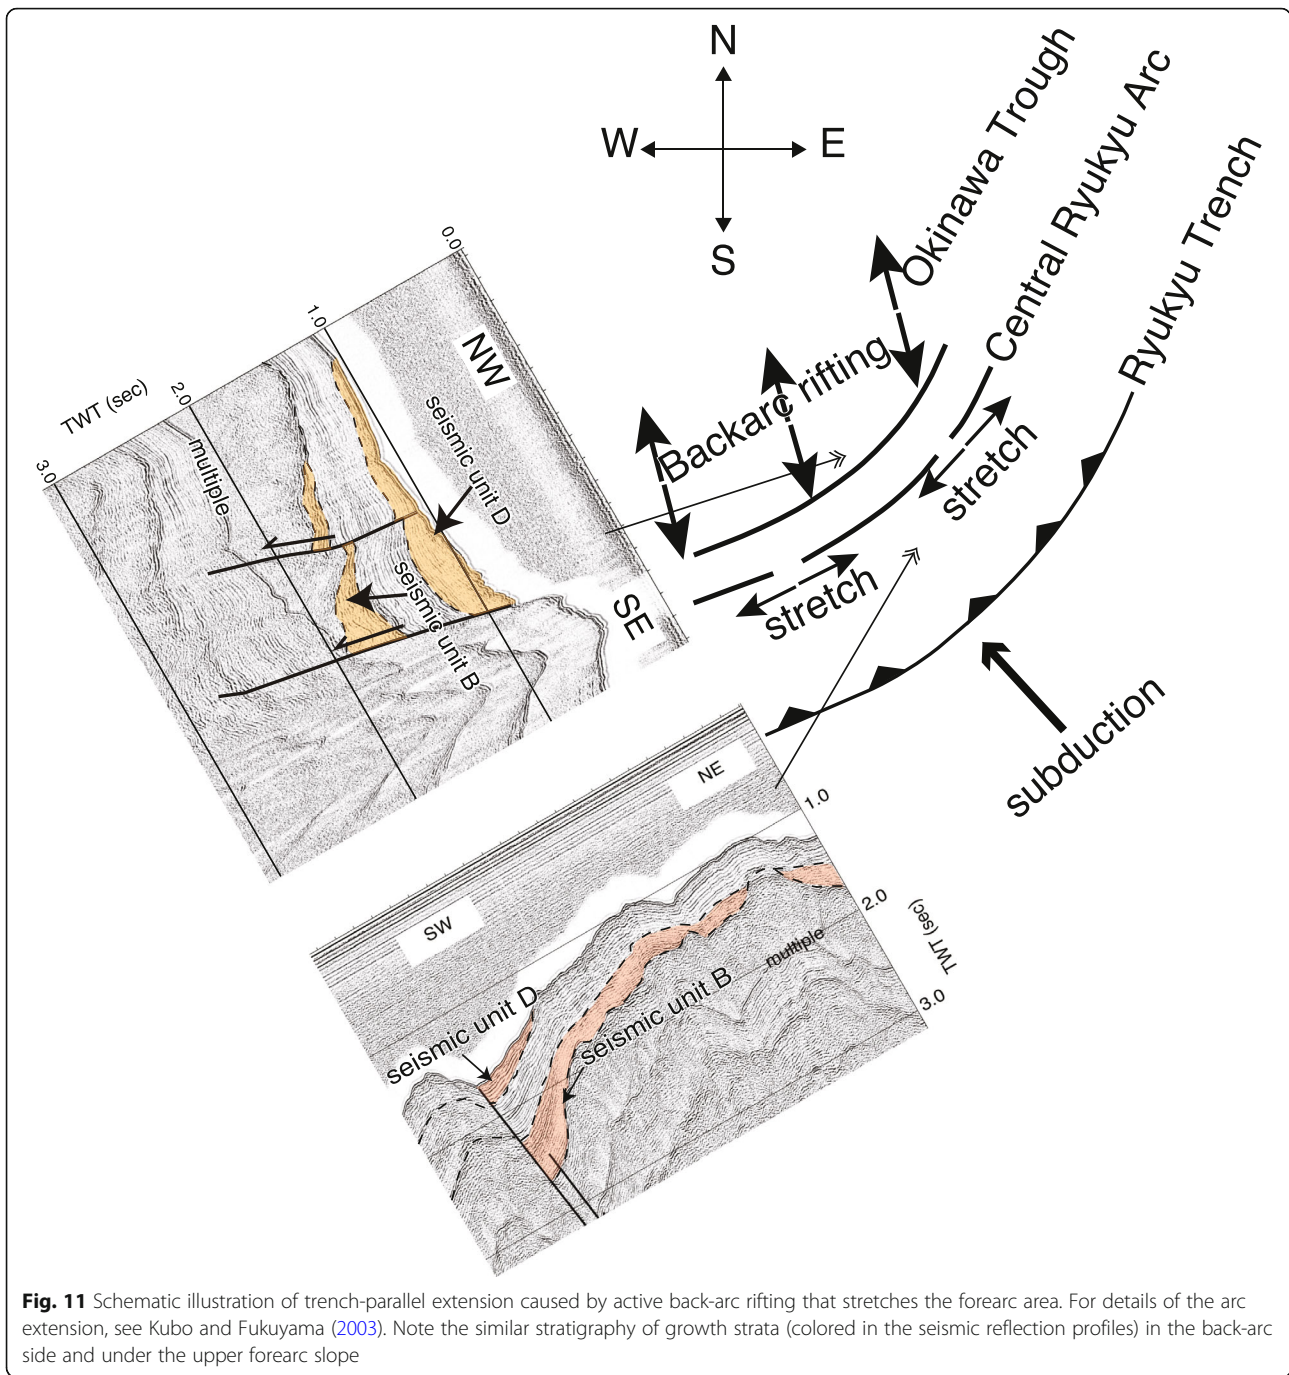 N
W
E
S
Okinawa Trough
Central Ryukyu Arc
Ryukyu Trench
Backarc rifting
stretch
stretch
subduction
0.0
1.0
2.0
3.0
TWT (sec)
NW
SE
multiple
seismic unit D
seismic unit B
SW
NE
1.0
2.0
3.0
TWT (sec)
multiple
seismic unit D
seismic unit B
Fig. 11 Schematic illustration of trench-parallel extension caused by active back-arc rifting that stretches the forearc area. For details of the arc
extension, see Kubo and Fukuyama (2003). Note the similar stratigraphy of growth strata (colored in the seismic reflection profiles) in the back-arc
side and under the upper forearc slope